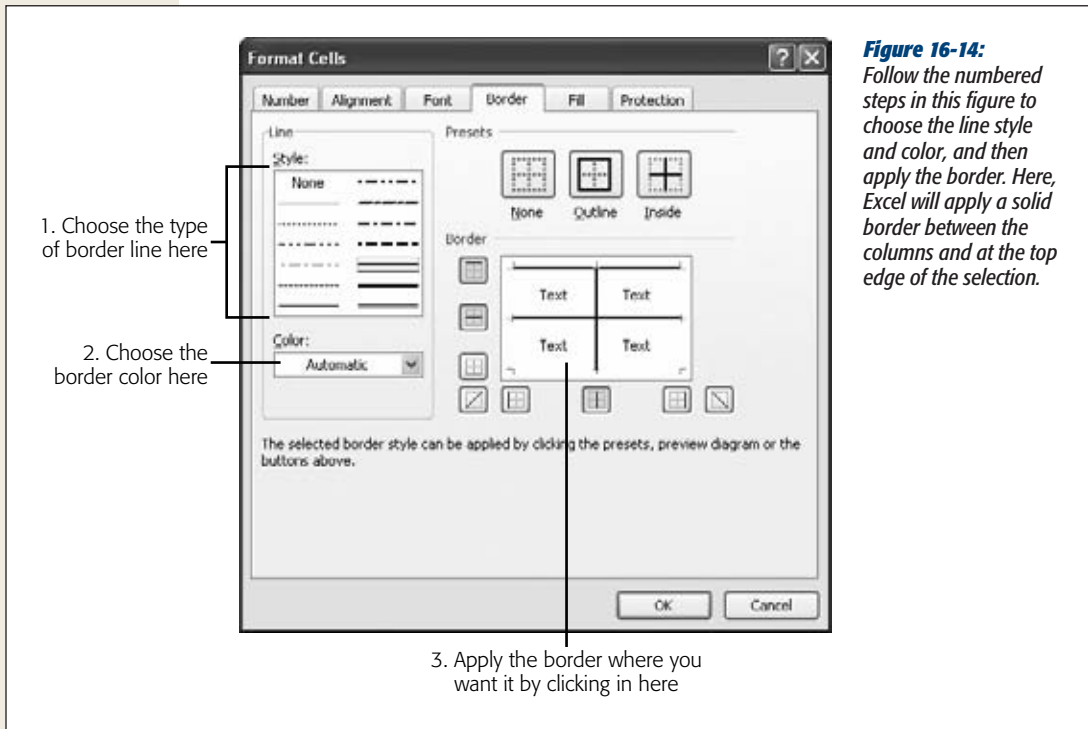 Format Cells
Number Alignment Font Border Fill Protection
Line
Style:
None
Color:
Automatic
Presets
None Outline Inside
Border
Text Text
Text Text
The selected border style can be applied by clicking the presets, preview diagram or the
buttons above.
OK Cancel
1. Choose the type
of border line here
2. Choose the
border color here
3. Apply the border where you
want it by clicking in here
Figure 16-14:
Follow the numbered
steps in this figure to
choose the line style
and color, and then
apply the border. Here,
Excel will apply a solid
border between the
columns and at the top
edge of the selection.